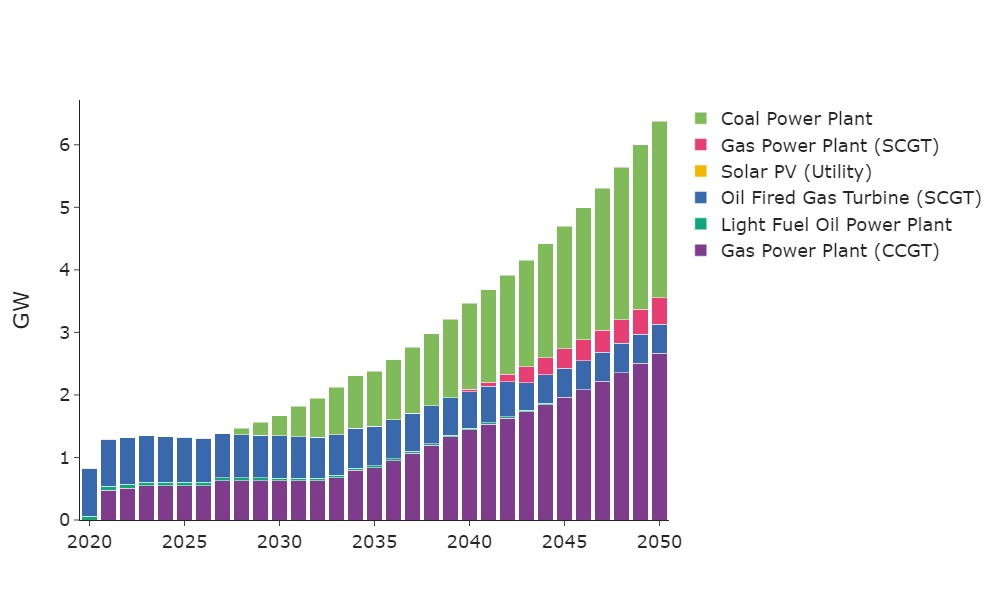 GW
6
5
4
3
2
1
0
2020 2025 2030 2035 2040 2045 2050
Coal Power Plant
Gas Power Plant (SCGT)
Solar PV (Utility)
Oil Fired Gas Turbine (SCGT)
Light Fuel Oil Power Plant
Gas Power Plant (CCGT)